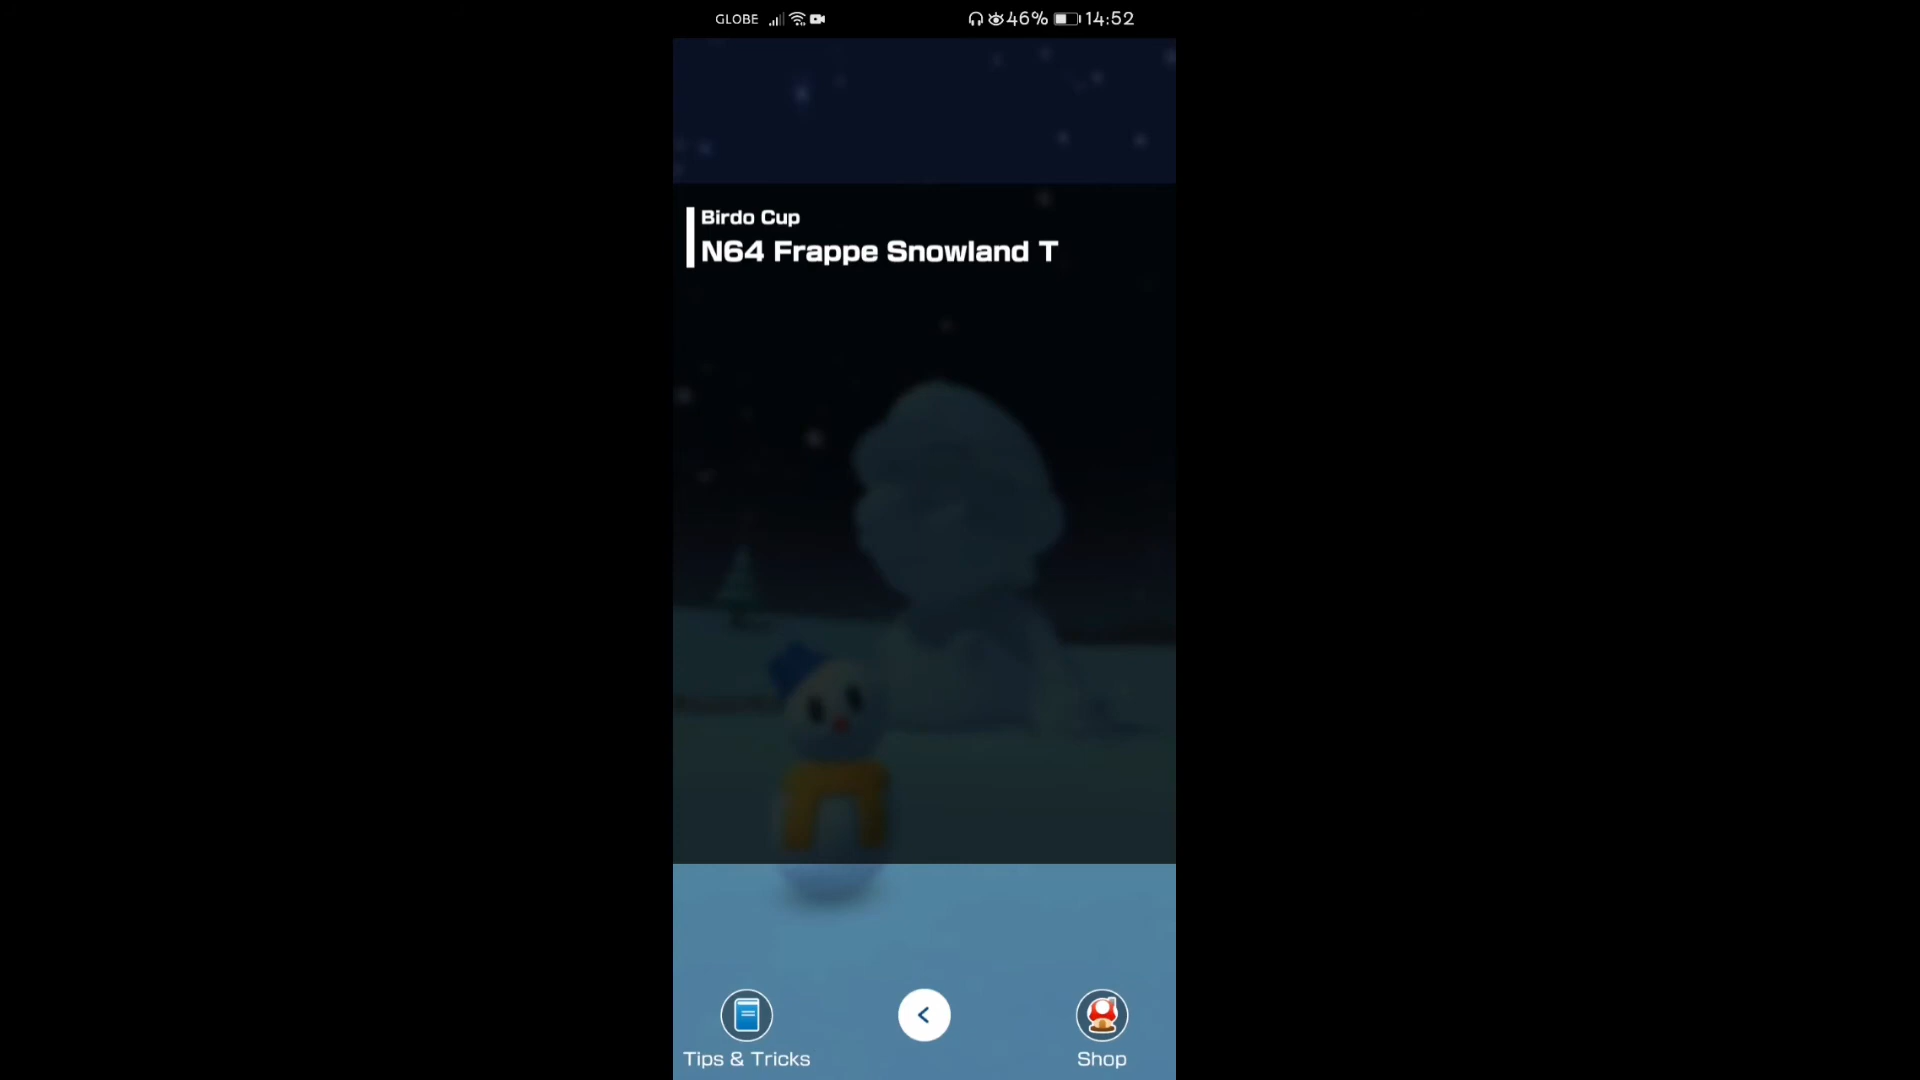 GLOBE 46% 14:52
Birdo Cup
N64 Frappe Snowland T
Tips & Tricks
Shop